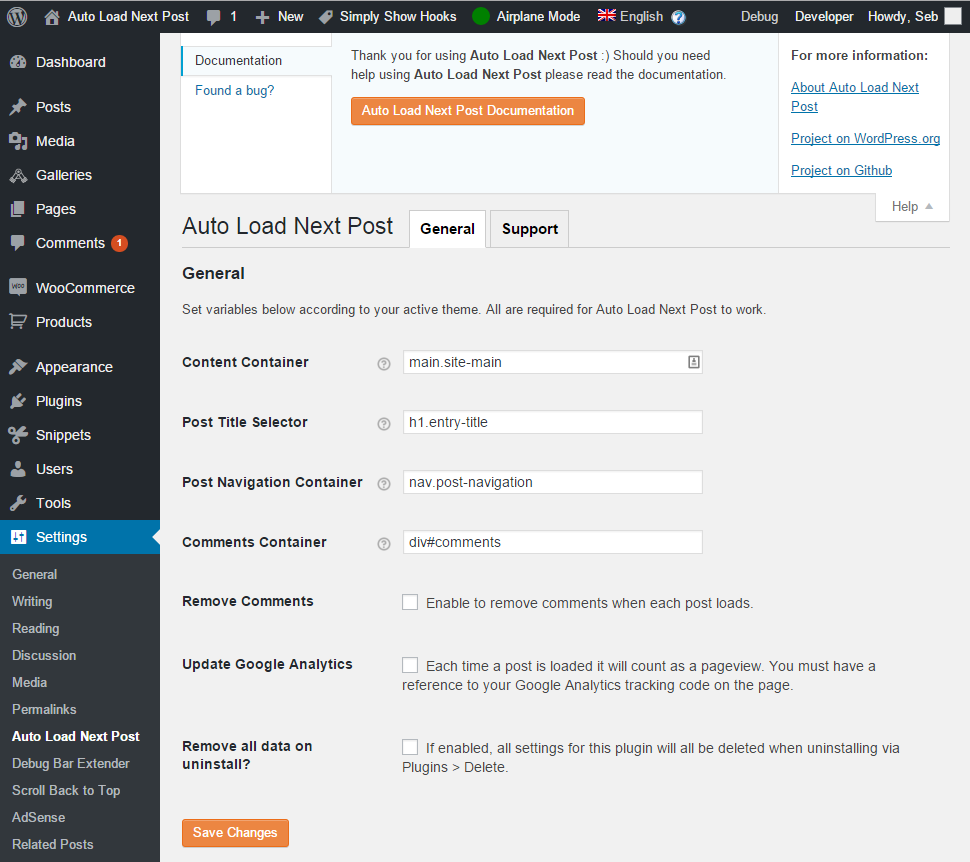 Auto Load Next Post 1 New Simply Show Hooks Airplane Mode English Debug Developer Howdy, Seb
Dashboard
Posts
Media
Galleries
Pages
Comments 1
WooCommerce
Products
Appearance
Plugins
Snippets
Users
Tools
Settings
General
Writing
Reading
Discussion
Media
Permalinks
Auto Load Next Post
Debug Bar Extender
Scroll Back to Top
AdSense
Related Posts
Documentation
Found a bug?
Thank you for using Auto Load Next Post :) Should you need
help using Auto Load Next Post please read the documentation.
Auto Load Next Post Documentation
For more information:
About Auto Load Next
Post
Project on WordPress.org
Project on Github
Help
Auto Load Next Post General Support
General
Set variables below according to your active theme. All are required for Auto Load Next Post to work.
Content Container ? main.site-main
Post Title Selector ? h1.entry-title
Post Navigation Container ? nav.post-navigation
Comments Container ? div#comments
Remove Comments Enable to remove comments when each post loads.
Update Google Analytics Each time a post is loaded it will count as a pageview. You must have a
reference to your Google Analytics tracking code on the page.
Remove all data on
uninstall?
If enabled, all settings for this plugin will all be deleted when uninstalling via
Plugins > Delete.
Save Changes